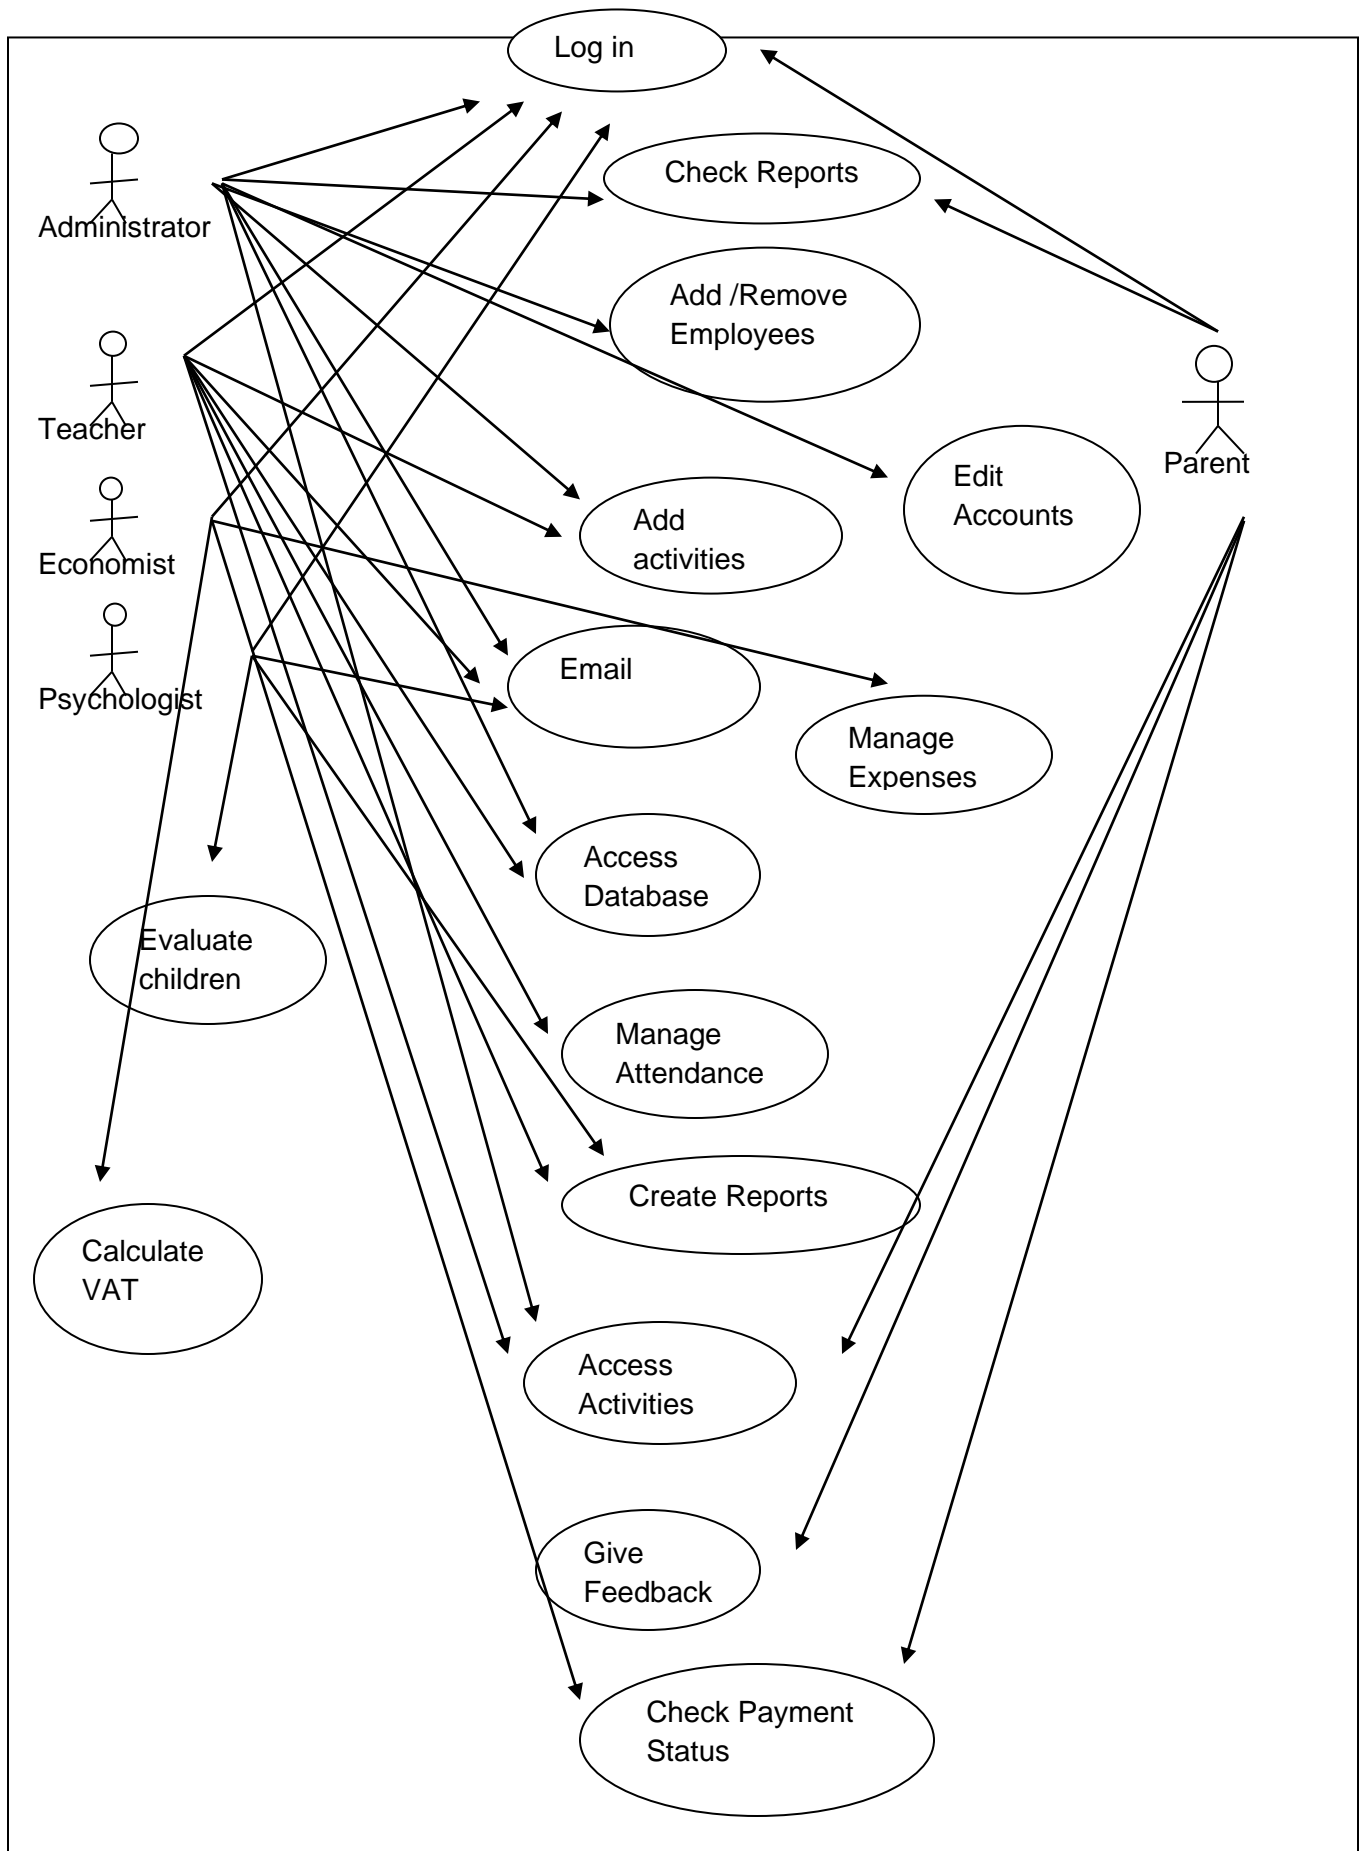 Log in
Check Reports
Administrator
Add /Remove
Employees
Teacher
Parent
Edit
Accounts
Add
activities
Economist
Email
Psychologist
Manage
Expenses
Access
Database
Evaluate
children
Manage
Attendance
Create Reports
Calculate
VAT
Access
Activities
Give
Feedback
Check Payment
Status